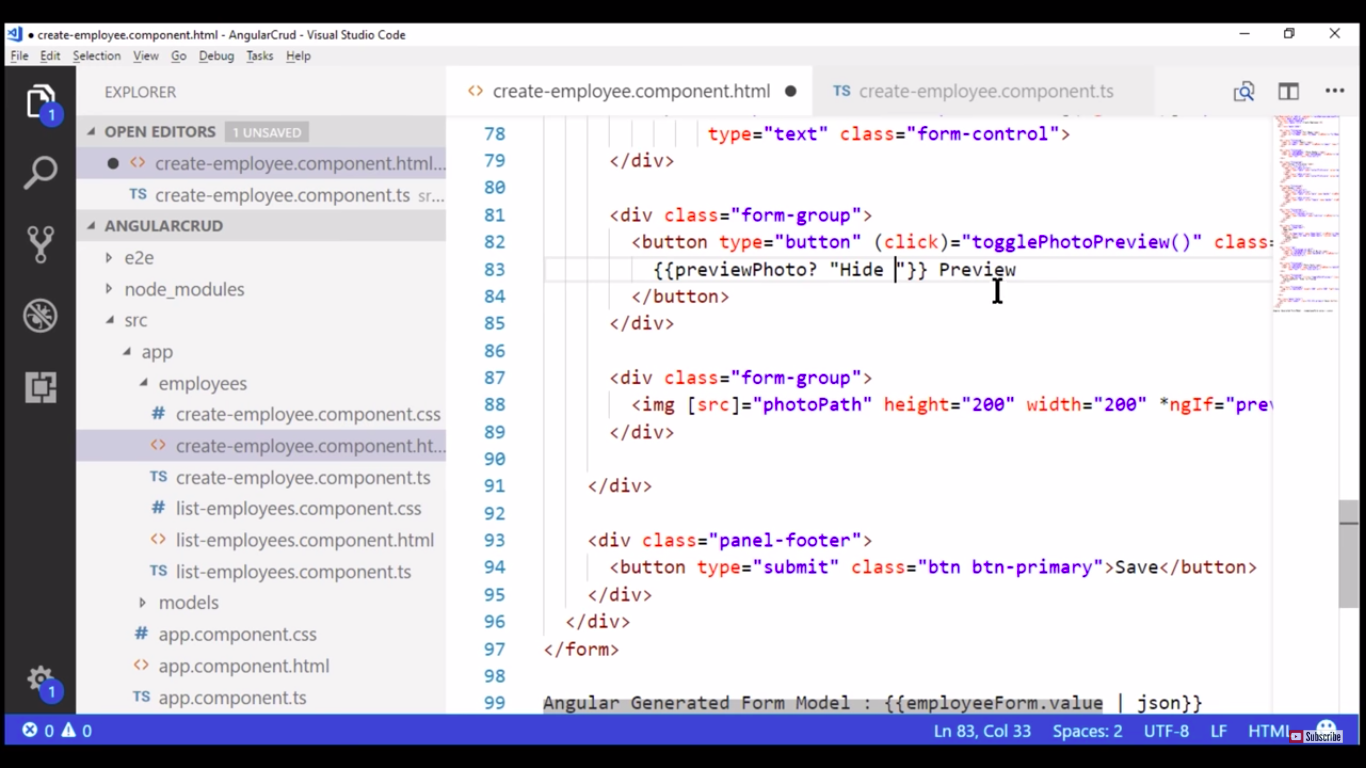 create-employee.component.html - AngularCrud - Visual Studio Code
File Edit Selection View Go Debug Tasks Help
EXPLORER
OPEN EDITORS 1 UNSAVED
create-employee.component.html...
TS create-employee.component.ts sr...
ANGULARCRUD
e2e
node_modules
src
app
employees
# create-employee.component.css
<> create-employee.component.ht...
TS create-employee.component.ts
# list-employees.component.css
<> list-employees.component.html
TS list-employees.component.ts
models
# app.component.css
<> app.component.html
TS app.component.ts
1
1
<> create-employee.component.html
TS create-employee.component.ts
78 type="text" class="form-control">
79 </div>
80
81 <div class="form-group">
82 <button type="button" (click)="togglePhotoPreview()" class=
83 {{previewPhoto? "Hide "}} Preview
84 </button>
85 </div>
86
87 <div class="form-group">
88 <img [src]="photoPath" height="200" width="200" *ngIf="prev
89 </div>
90
91 </div>
92
93 <div class="panel-footer">
94 <button type="submit" class="btn btn-primary">Save</button>
95 </div>
96 </div>
97 </form>
98
99 Angular Generated Form Model : {{employeeForm.value | json}}
0 0
Ln 83, Col 33 Spaces: 2 UTF-8 LF HTML
Subscribe